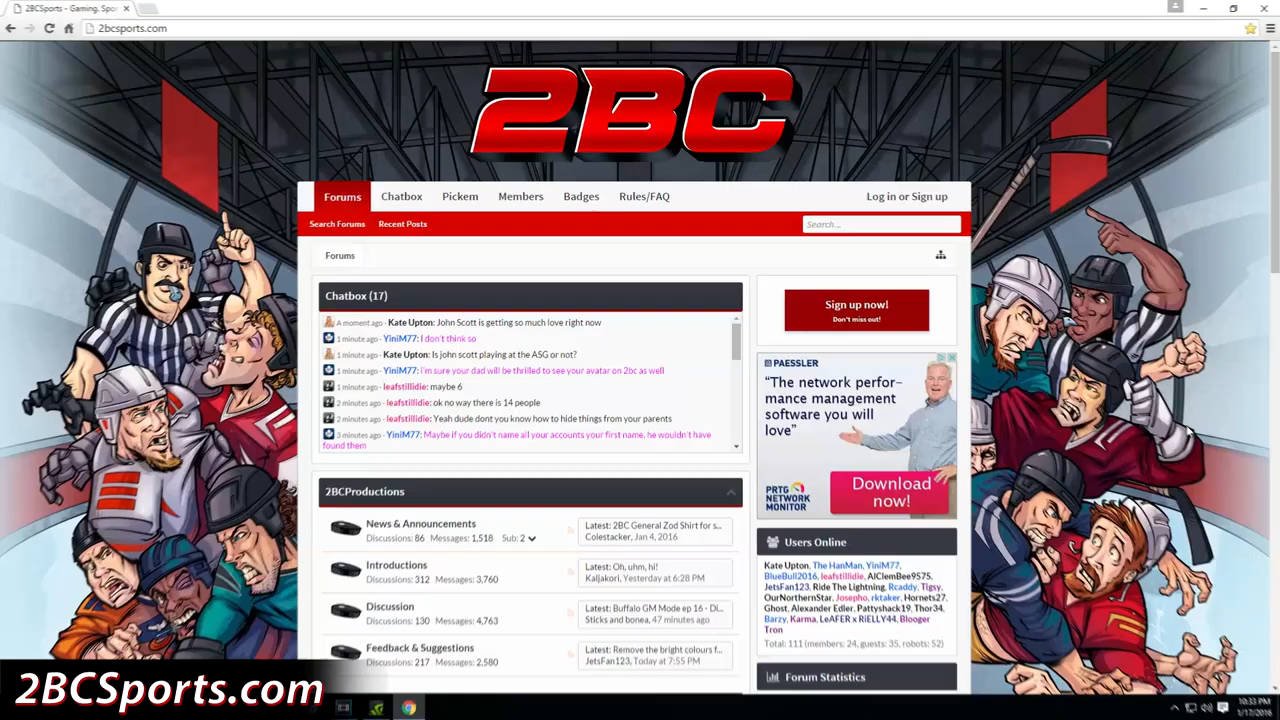 2BCSports - Gaming, Spor
2bcsports.com
2BC
Forums Chatbox Pickem Members Badges Rules/FAQ Log in or Sign up
Search Forums Recent Posts Search...
Forums
Chatbox (17)
A moment ago - Kate Upton: John Scott is getting so much love right now
1 minute ago - YiniM77: I don't think so
1 minute ago - Kate Upton: Is john scott playing at the ASG or not?
1 minute ago - YiniM77: i'm sure your dad will be thrilled to see your avatar on 2bc as well
1 minute ago - leafstillidie: maybe 6
2 minutes ago - leafstillidie: ok no way there is 14 people
2 minutes ago - leafstillidie: Yeah dude dont you know how to hide things from your parents
3 minutes ago - YiniM77: Maybe if you didn't name all your accounts your first name, he wouldn't have
found them
Sign up now!
Don't miss out!
PAESSLER
“The network perfor-
mance management
software you will
love”
PRTG
NETWORK
MONITOR
Download
now!
2BCProductions
News & Announcements
Discussions: 86 Messages: 1,518 Sub: 2
Latest: 2BC General Zod Shirt for s...
Colestacker, Jan 4, 2016
Introductions
Discussions: 312 Messages: 3,760
Latest: Oh, uhm, hi!
Kaljakori, Yesterday at 6:28 PM
Discussion
Discussions: 130 Messages: 4,763
Latest: Buffalo GM Mode ep 16 - Di...
Sticks and bonea, 47 minutes ago
Feedback & Suggestions
Discussions: 217 Messages: 2,580
Latest: Remove the bright colours f...
JetsFan123, Today at 7:55 PM
Users Online
Kate Upton, The HanMan, YiniM77,
BlueBull2016, leafstillidie, AlClemBee9575,
JetsFan123, Ride The Lightning, Rcaddy, Tigsy,
OurNorthernStar, Josepho, rktaker, Hornets27,
Ghost, Alexander Edler, Pattyshack19, Thor34,
Barzy, Karma, LeAFER x RiELLY44, Blooger
Tron
Total: 111 (members: 24, guests: 35, robots: 52)
Forum Statistics
2BCSports.com
10:33 PM
1/17/2016